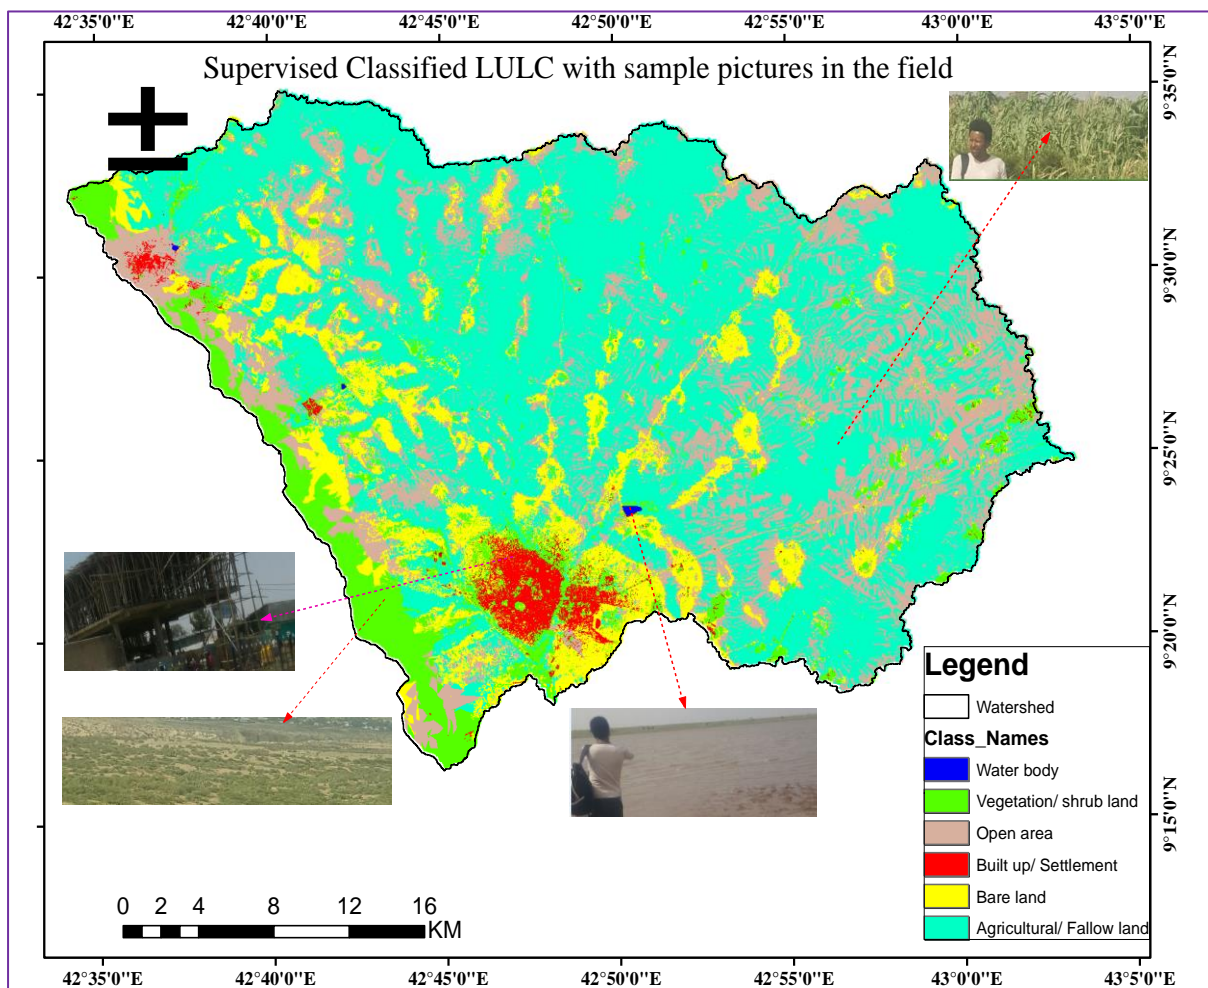 42°35'0"E 42°40'0"E 42°45'0"E 42°50'0"E 42°55'0"E 43°0'0"E 43°5'0"E
Supervised Classified LULC with sample pictures in the field
9°35'0"N
9°30'0"N
9°25'0"N
9°20'0"N
9°15'0"N
Legend
Watershed
Class_Names
Water body
Vegetation/ shrub land
Open area
Built up/ Settlement
Bare land
Agricultural/ Fallow land
0 2 4 8 12 16
KM
42°35'0"E 42°40'0"E 42°45'0"E 42°50'0"E 42°55'0"E 43°0'0"E 43°5'0"E